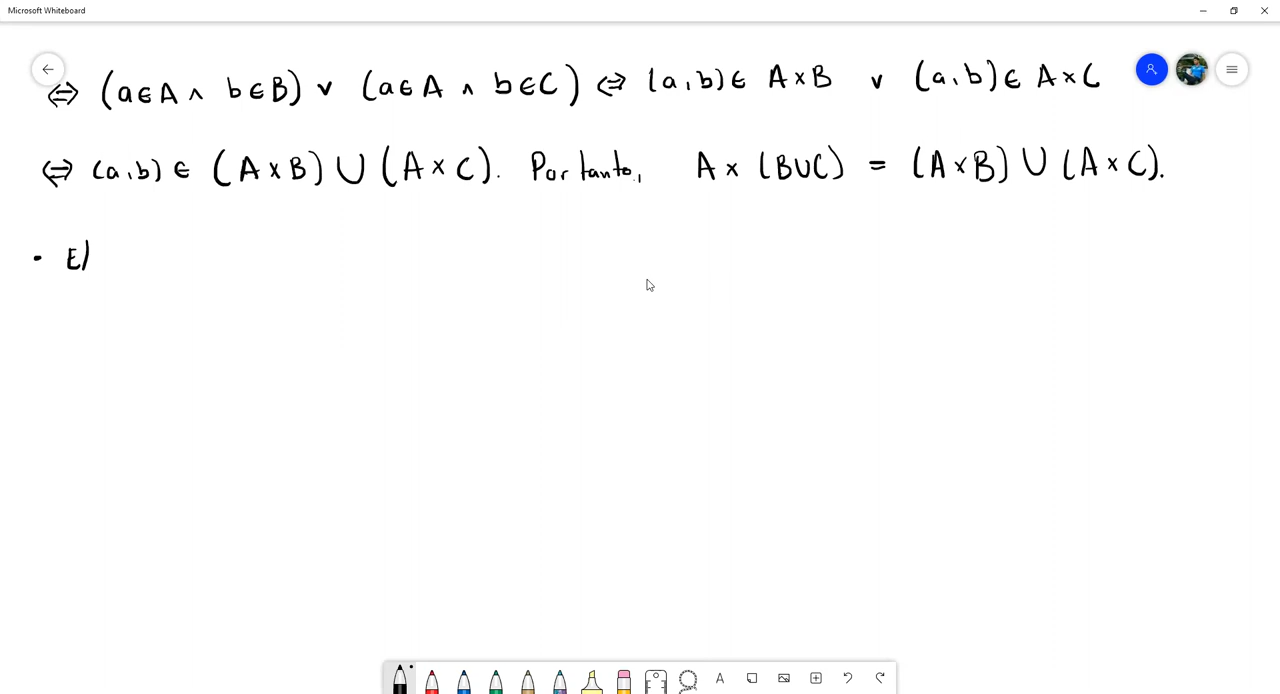 Microsoft Whiteboard
⇔ (a ∈ A ∧ b ∈ B) ∨ (a ∈ A ∧ b ∈ C) ⇔ (a,b) ∈ A × B ∨ (a,b) ∈ A × C
⇔ (a,b) ∈ (A × B) ∪ (A × C). Portanto, A × (B∪C) = (A × B) ∪ (A × C).
• E)